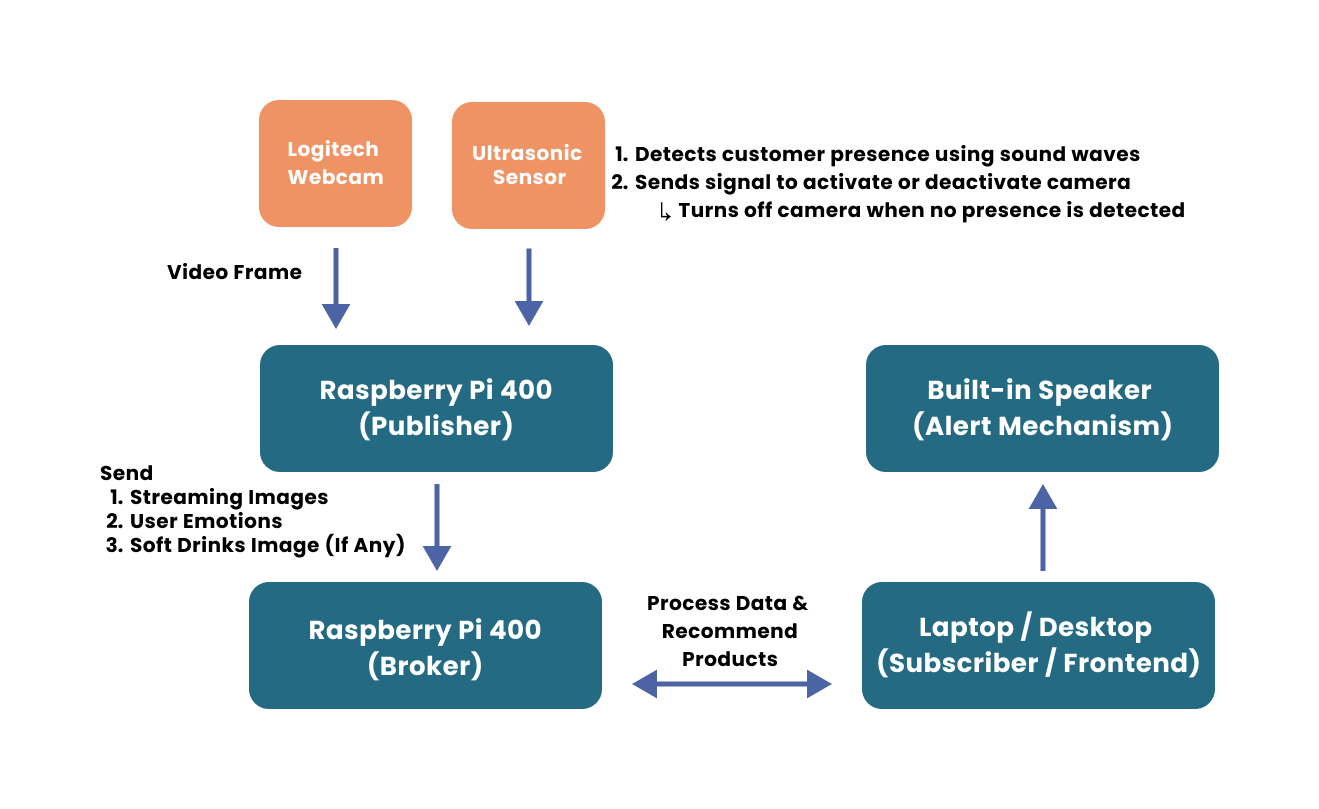 Logitech
Webcam
Ultrasonic
Sensor
1. Detects customer presence using sound waves
2. Sends signal to activate or deactivate camera
↳ Turns off camera when no presence is detected
Video Frame
Raspberry Pi 400
(Publisher)
Built-in Speaker
(Alert Mechanism)
Send
1. Streaming Images
2. User Emotions
3. Soft Drinks Image (If Any)
Raspberry Pi 400
(Broker)
Process Data &
Recommend
Products
Laptop / Desktop
(Subscriber / Frontend)